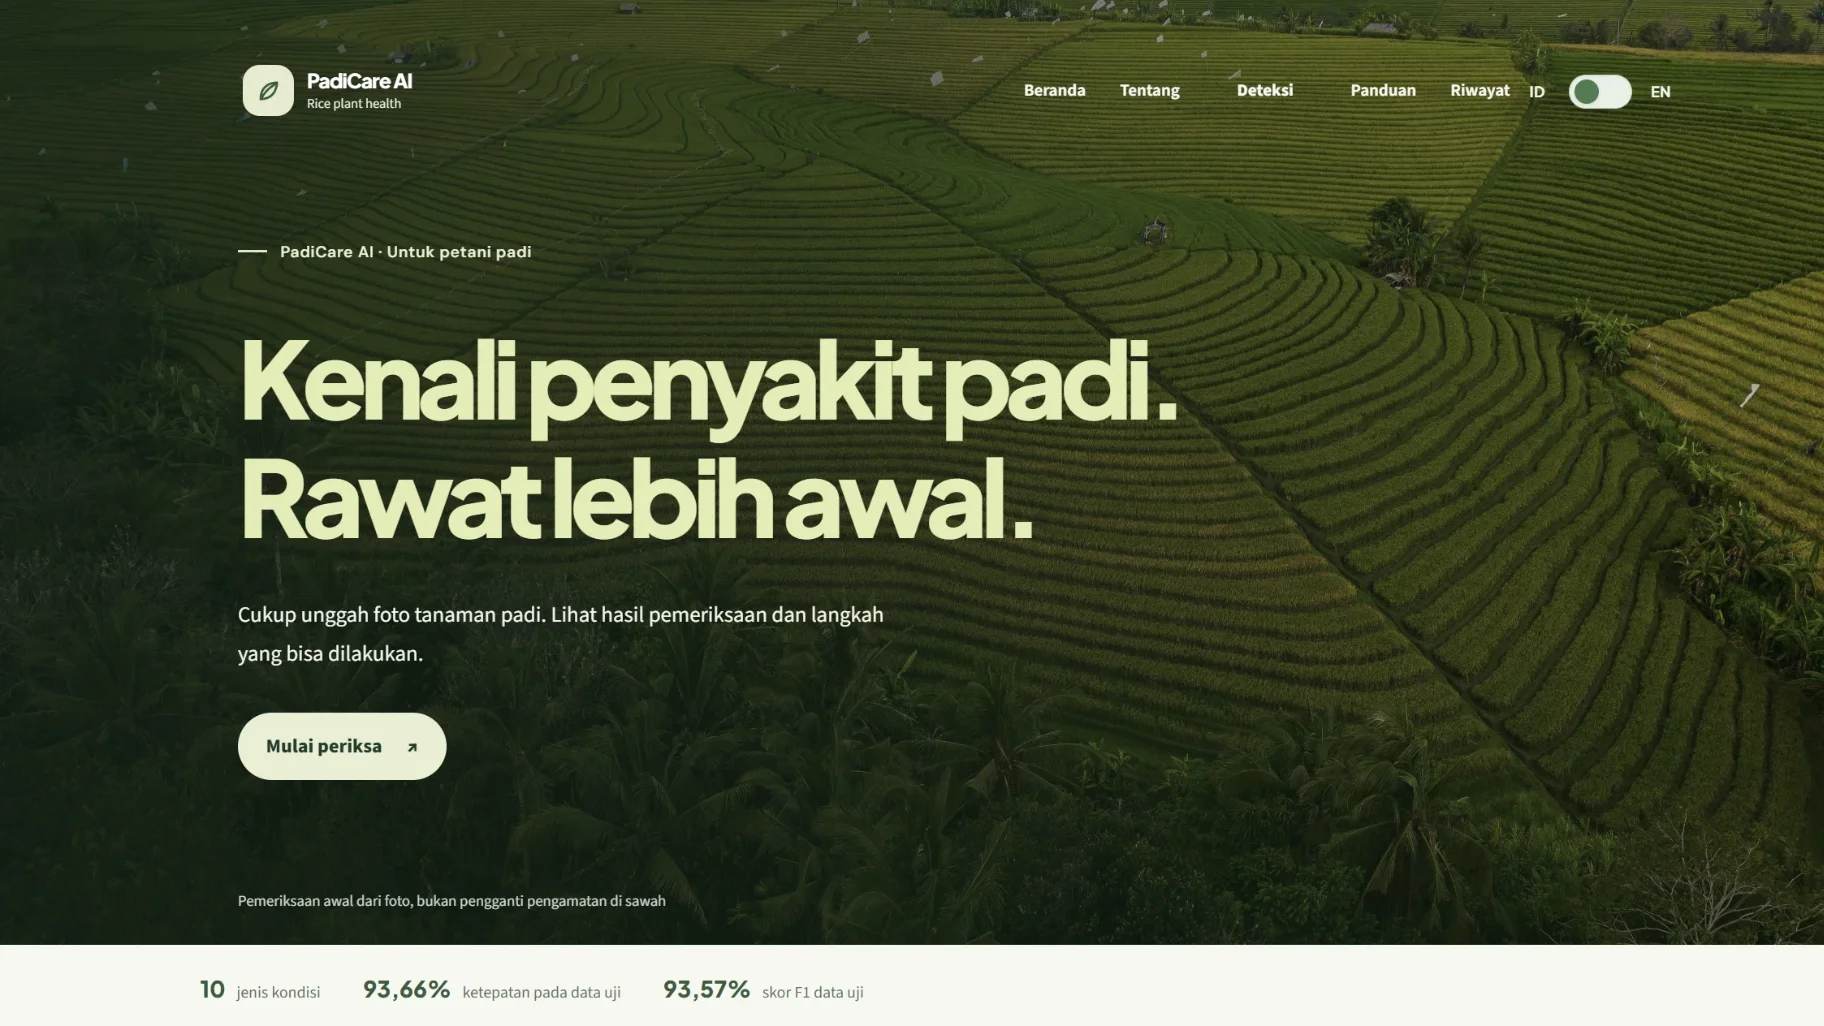 PadiCare AI
Rice plant health
Beranda Tentang Deteksi Panduan Riwayat ID EN
PadiCare AI · Untuk petani padi
Kenali penyakit padi.
Rawat lebih awal.
Cukup unggah foto tanaman padi. Lihat hasil pemeriksaan dan langkah
yang bisa dilakukan.
Mulai periksa
Pemeriksaan awal dari foto, bukan pengganti pengamatan di sawah
10 jenis kondisi 93,66% ketepatan pada data uji 93,57% skor F1 data uji